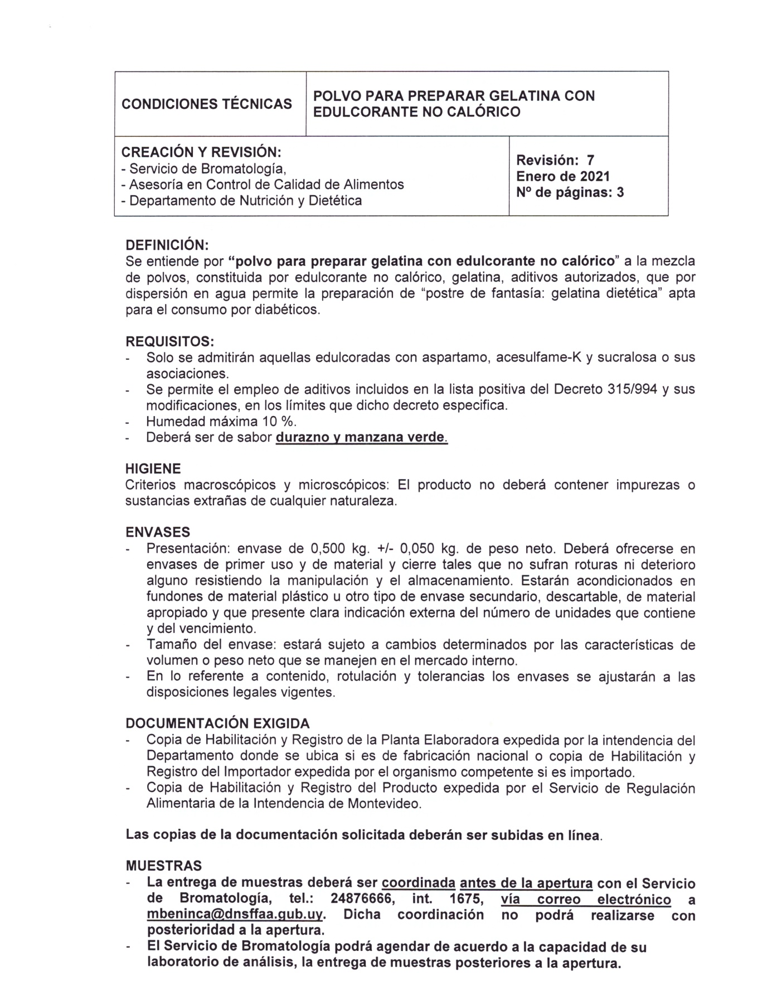 CONDICIONES TÉCNICAS
POLVO PARA PREPARAR GELATINA CON
EDULCORANTE NO CALÓRICO
CREACIÓN Y REVISIÓN:
- Servicio de Bromatología,
- Asesoría en Control de Calidad de Alimentos
- Departamento de Nutrición y Dietética
Revisión: 7
Enero de 2021
Nº de páginas: 3
DEFINICIÓN:
Se entiende por “polvo para preparar gelatina con edulcorante no calórico” a la mezcla
de polvos, constituida por edulcorante no calórico, gelatina, aditivos autorizados, que por
dispersión en agua permite la preparación de “postre de fantasía: gelatina dietética” apta
para el consumo por diabéticos.
REQUISITOS:
- Solo se admitirán aquellas edulcoradas con aspartamo, acesulfame-K y sucralosa o sus
asociaciones.
- Se permite el empleo de aditivos incluidos en la lista positiva del Decreto 315/994 y sus
modificaciones, en los límites que dicho decreto especifica.
- Humedad máxima 10 %.
- Deberá ser de sabor durazno y manzana verde.
HIGIENE
Criterios macroscópicos y microscópicos: El producto no deberá contener impurezas o
sustancias extrañas de cualquier naturaleza.
ENVASES
- Presentación: envase de 0,500 kg. +/- 0,050 kg. de peso neto. Deberá ofrecerse en
envases de primer uso y de material y cierre tales que no sufran roturas ni deterioro
alguno resistiendo la manipulación y el almacenamiento. Estarán acondicionados en
fundones de material plástico u otro tipo de envase secundario, descartable, de material
apropiado y que presente clara indicación externa del número de unidades que contiene
y del vencimiento.
- Tamaño del envase: estará sujeto a cambios determinados por las características de
volumen o peso neto que se manejen en el mercado interno.
- En lo referente a contenido, rotulación y tolerancias los envases se ajustarán a las
disposiciones legales vigentes.
DOCUMENTACIÓN EXIGIDA
- Copia de Habilitación y Registro de la Planta Elaboradora expedida por la intendencia del
Departamento donde se ubica si es de fabricación nacional o copia de Habilitación y
Registro del Importador expedida por el organismo competente si es importado.
- Copia de Habilitación y Registro del Producto expedida por el Servicio de Regulación
Alimentaria de la Intendencia de Montevideo.
Las copias de la documentación solicitada deberán ser subidas en línea.
MUESTRAS
- La entrega de muestras deberá ser coordinada antes de la apertura con el Servicio
de Bromatología, tel.: 24876666, int. 1675, vía correo electrónico a
mbeninca@dnsffaa.gub.uy. Dicha coordinación no podrá realizarse con
posterioridad a la apertura.
- El Servicio de Bromatología podrá agendar de acuerdo a la capacidad de su
laboratorio de análisis, la entrega de muestras posteriores a la apertura.